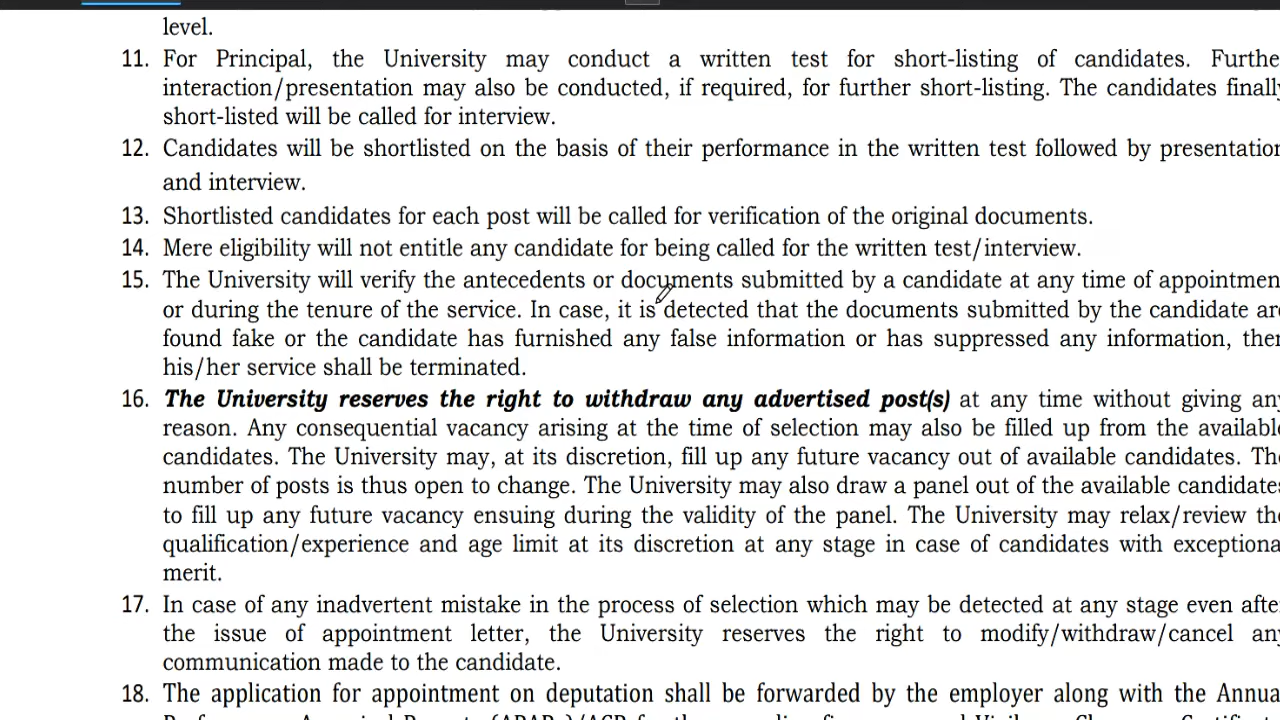 level.
11. For Principal, the University may conduct a written test for short-listing of candidates. Furthe
interaction/presentation may also be conducted, if required, for further short-listing. The candidates finally
short-listed will be called for interview.
12. Candidates will be shortlisted on the basis of their performance in the written test followed by presentation
and interview.
13. Shortlisted candidates for each post will be called for verification of the original documents.
14. Mere eligibility will not entitle any candidate for being called for the written test/interview.
15. The University will verify the antecedents or documents submitted by a candidate at any time of appointmen
or during the tenure of the service. In case, it is detected that the documents submitted by the candidate are
found fake or the candidate has furnished any false information or has suppressed any information, then
his/her service shall be terminated.
16. The University reserves the right to withdraw any advertised post(s) at any time without giving any
reason. Any consequential vacancy arising at the time of selection may also be filled up from the available
candidates. The University may, at its discretion, fill up any future vacancy out of available candidates. The
number of posts is thus open to change. The University may also draw a panel out of the available candidates
to fill up any future vacancy ensuing during the validity of the panel. The University may relax/review the
qualification/experience and age limit at its discretion at any stage in case of candidates with exceptiona
merit.
17. In case of any inadvertent mistake in the process of selection which may be detected at any stage even after
the issue of appointment letter, the University reserves the right to modify/withdraw/cancel any
communication made to the candidate.
18. The application for appointment on deputation shall be forwarded by the employer along with the Annua